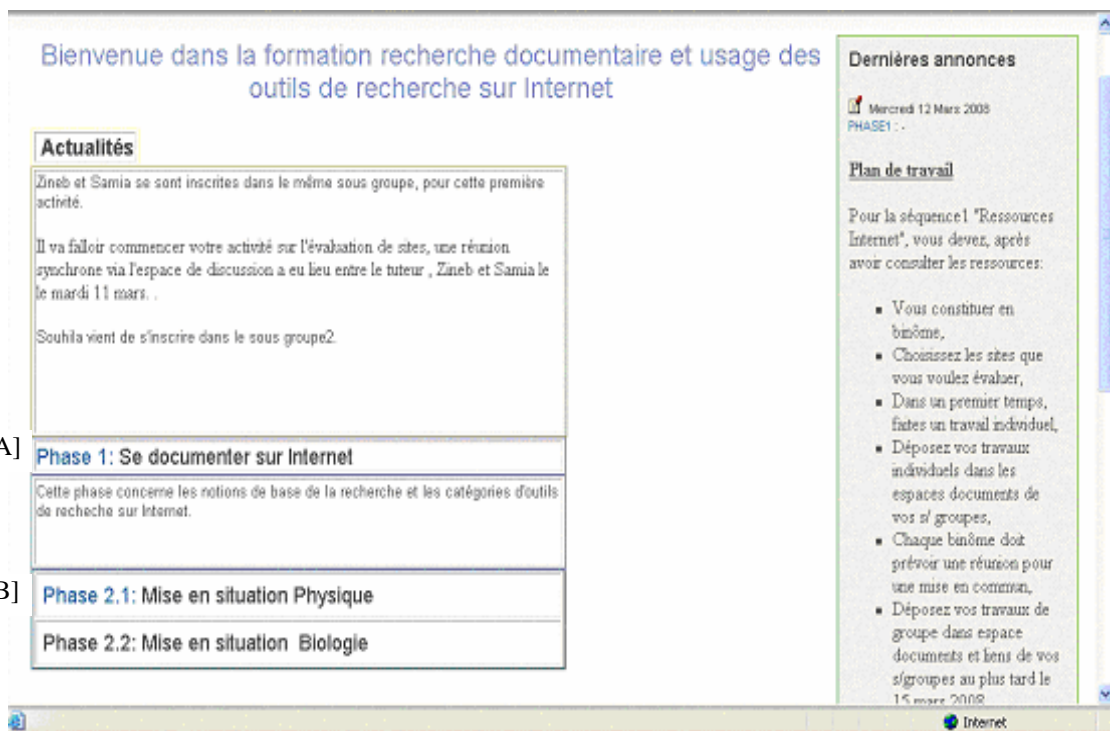 Bienvenue dans la formation recherche documentaire et usage des
outils de recherche sur Internet
Actualités
Zineb et Samia se sont inscrites dans le même sous groupe, pour cette première
activité.
Il va falloir commencer votre activité sur l'évaluation de sites, une réunion
synchrone via l'espace de discussion a eu lieu entre le tuteur , Zineb et Samia le
le mardi 11 mars. .
Souhila vient de s'inscrire dans le sous groupe2.
A]
Phase 1: Se documenter sur Internet
Cette phase concerne les notions de base de la recherche et les catégories d'outils
de recheche sur Internet.
B]
Phase 2.1: Mise en situation Physique
Phase 2.2: Mise en situation Biologie
Dernières annonces
Mercredi 12 Mars 2008
PHASE1 : -
Plan de travail
Pour la séquence1 "Ressources
Internet", vous devez, après
avoir consulter les ressources:
▪ Vous constituer en
binôme,
▪ Choisissez les sites que
vous voulez évaluer,
▪ Dans un premier temps,
faites un travail individuel,
▪ Déposez vos travaux
individuels dans les
espaces documents de
vos s/ groupes,
▪ Chaque binôme doit
prévoir une réunion pour
une mise en commun,
▪ Déposez vos travaux de
groupe dans espace
documents et liens de vos
s/groupes au plus tard le
15 mars 2008
Internet